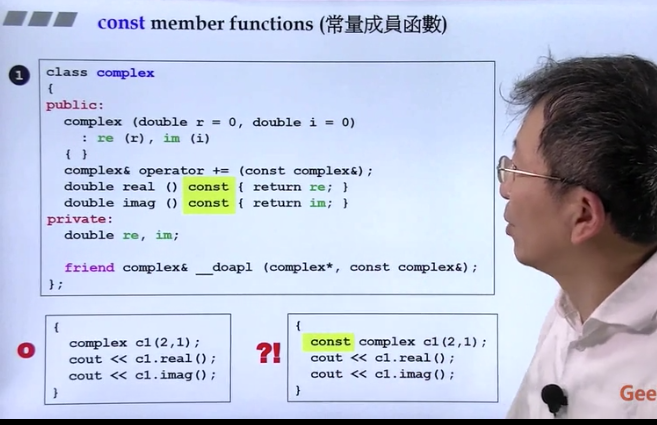 const member functions (常量成員函數)
1
class complex
{
public:
complex (double r = 0, double i = 0)
: re (r), im (i)
{ }
complex& operator += (const complex&);
double real () const { return re; }
double imag () const { return im; }
private:
double re, im;
friend complex& __doapl (complex*, const complex&);
};
O
{
complex c1(2,1);
cout << c1.real();
cout << c1.imag();
}
?!
{
const complex c1(2,1);
cout << c1.real();
cout << c1.imag();
}
Gee